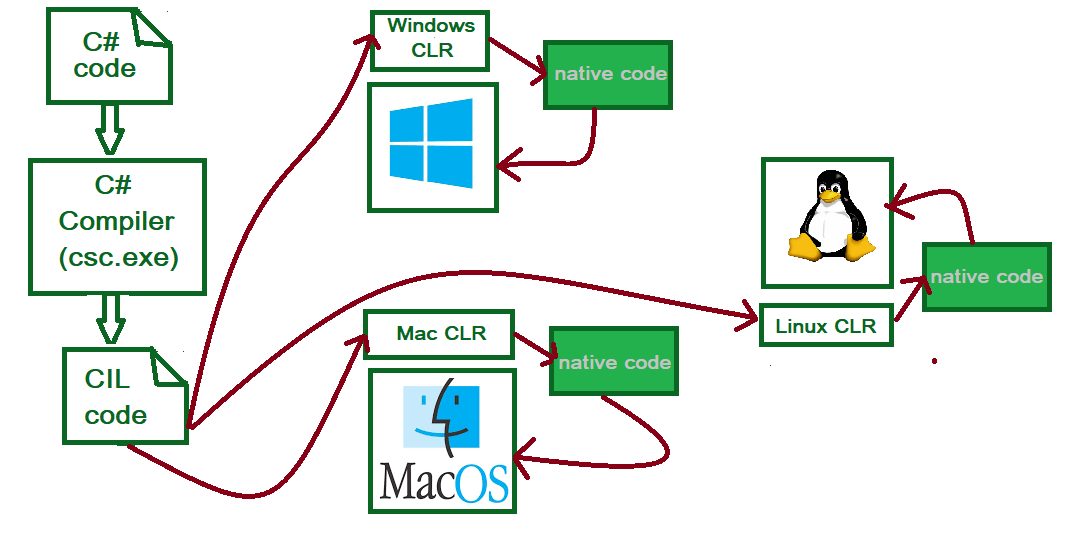 C#
code
C#
Compiler
(csc.exe)
CIL
code
Windows
CLR
native code
Mac CLR
native code
MacOS
Linux CLR
native code